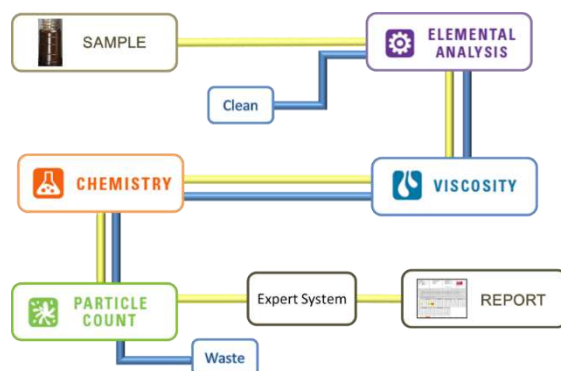 SAMPLE
ELEMENTAL
ANALYSIS
Clean
CHEMISTRY
VISCOSITY
PARTICLE
COUNT
Expert System
REPORT
Waste